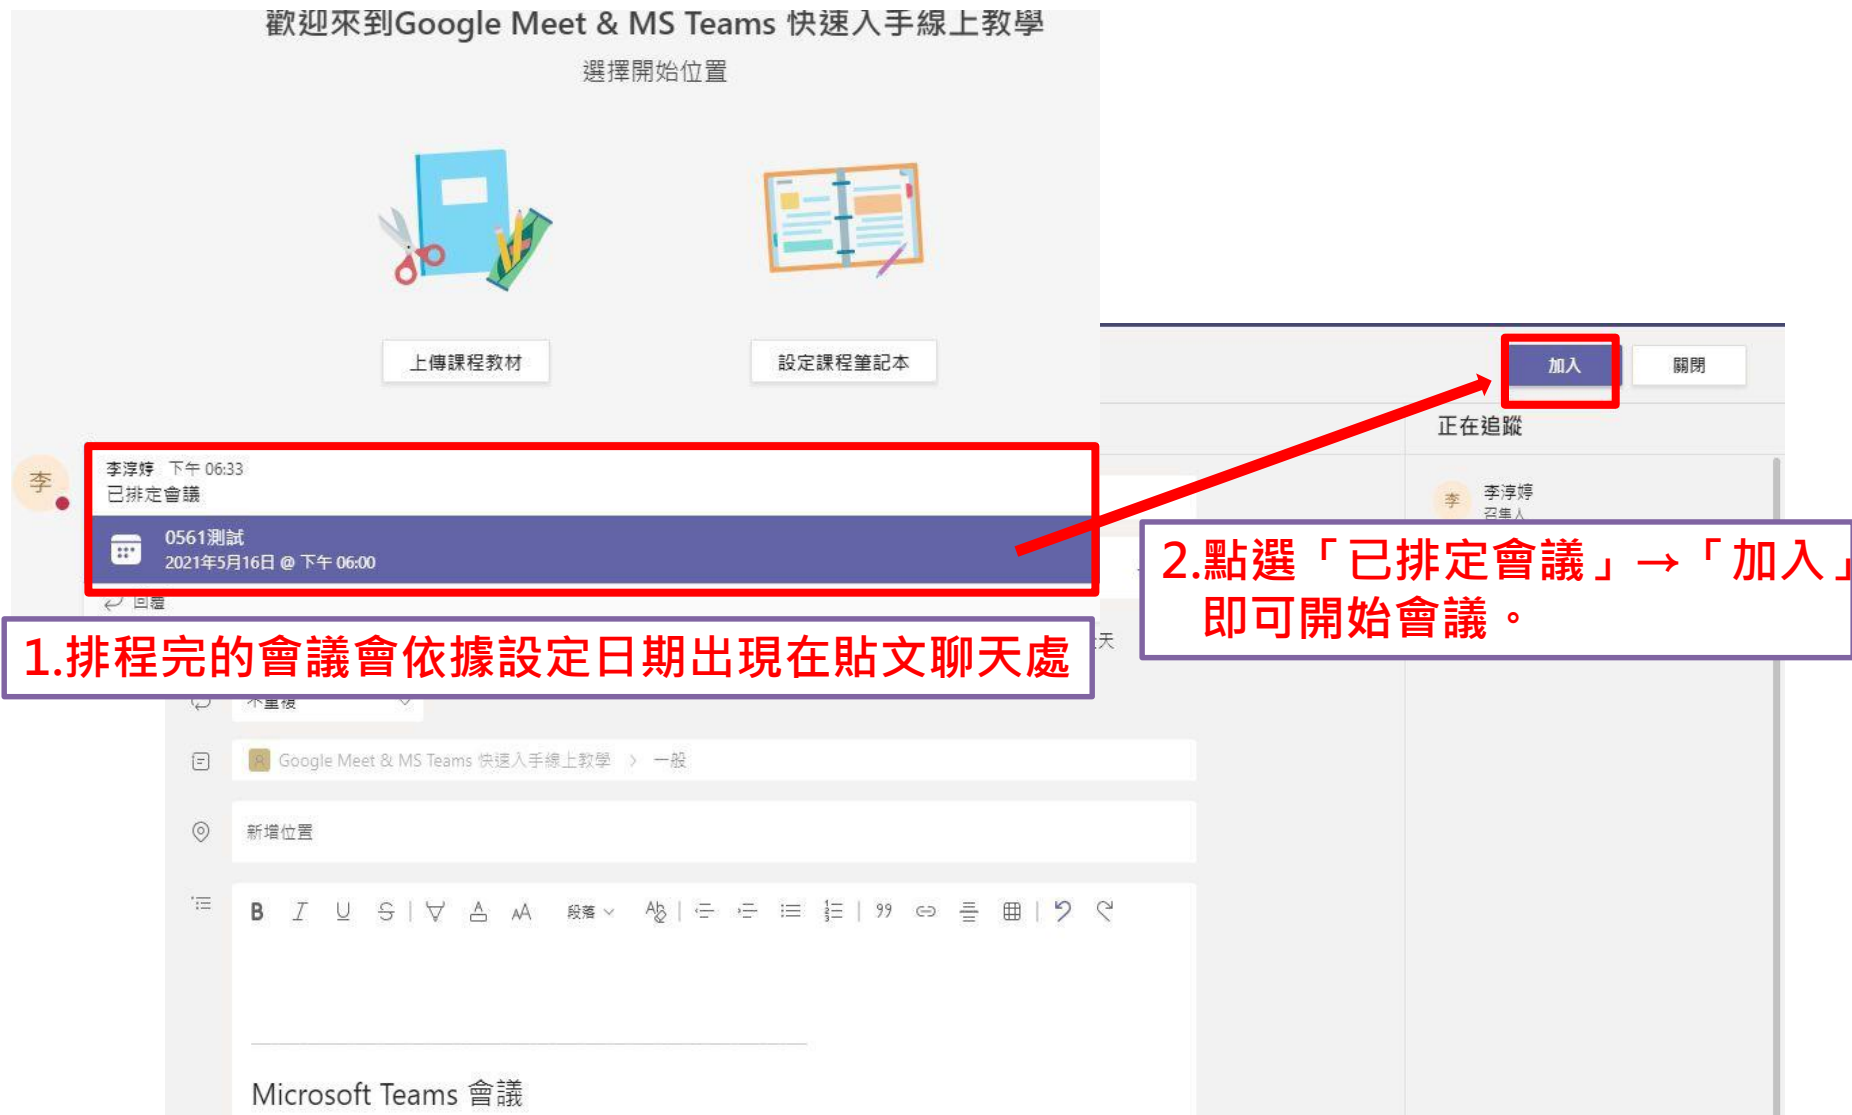 歡迎來到Google Meet & MS Teams 快速入手線上教學
選擇開始位置
上傳課程教材
設定課程筆記本
加入
關閉
正在追蹤
李
李淳婷 下午 06:33
已排定會議
0561測試
2021年5月16日 @ 下午 06:00
回覆
李
李淳婷
召集人
1.排程完的會議會依據設定日期出現在貼文聊天處
天
2.點選「已排定會議」→「加入」
即可開始會議。
不重複
Google Meet & MS Teams 快速入手線上教學 > 一般
新增位置
B I U S A AA 段落
Microsoft Teams 會議